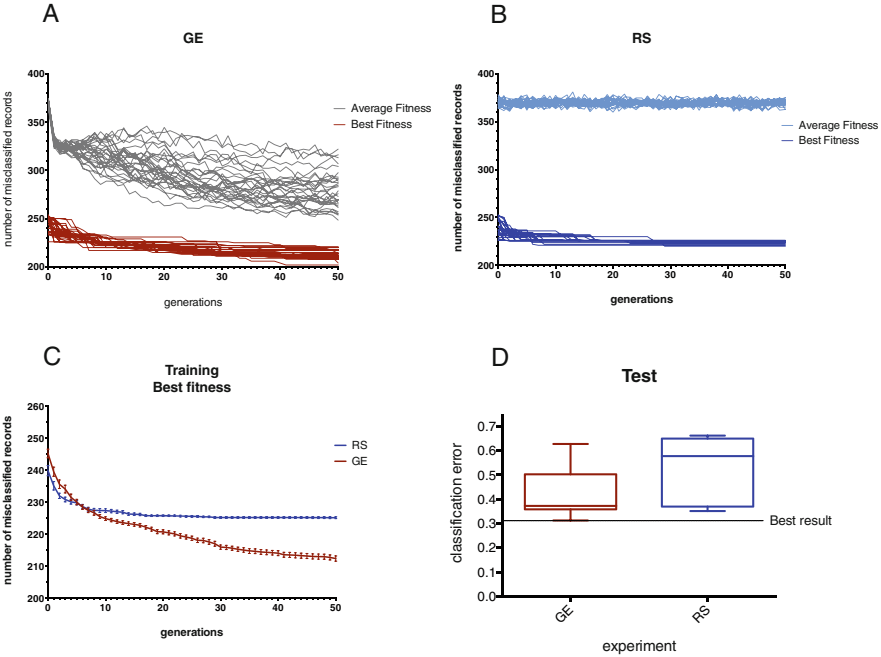 A
GE
number of misclassified records
400
350
300
250
200
0
10
20
30
40
50
generations
Average Fitness
Best Fitness
B
RS
number of misclassified records
400
350
300
250
200
0
10
20
30
40
50
generations
Average Fitness
Best Fitness
C
Training
Best fitness
number of misclassified records
260
250
240
230
220
210
200
0
10
20
30
40
50
generations
RS
GE
D
Test
classification error
0.7
0.6
0.5
0.4
0.3
0.2
0.1
0.0
Best result
GE
RS
experiment